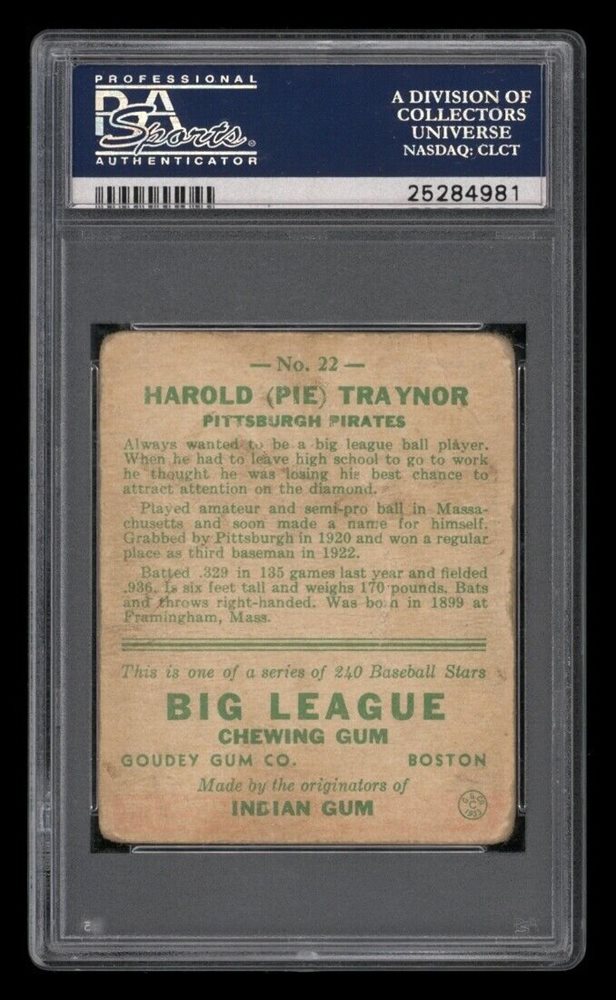 PROFESSIONAL
PSA
Sports
AUTHENTICATOR
A DIVISION OF
COLLECTORS
UNIVERSE
NASDAQ: CLCT
25284981
— No. 22 —
HAROLD (PIE) TRAYNOR
PITTSBURGH PIRATES
Always wanted to be a big league ball player.
When he had to leave high school to go to work
he thought he was losing his best chance to
attract attention on the diamond.
Played amateur and semi-pro ball in Massa-
chusetts and soon made a name for himself.
Grabbed by Pittsburgh in 1920 and won a regular
place as third baseman in 1922.
Batted .329 in 135 games last year and fielded
.936. Is six feet tall and weighs 170 pounds. Bats
and throws right-handed. Was born in 1899 at
Framingham, Mass.
This is one of a series of 240 Baseball Stars
BIG LEAGUE
CHEWING GUM
GOUDEY GUM CO. BOSTON
Made by the originators of
INDIAN GUM
G.G.Co.
C
1933